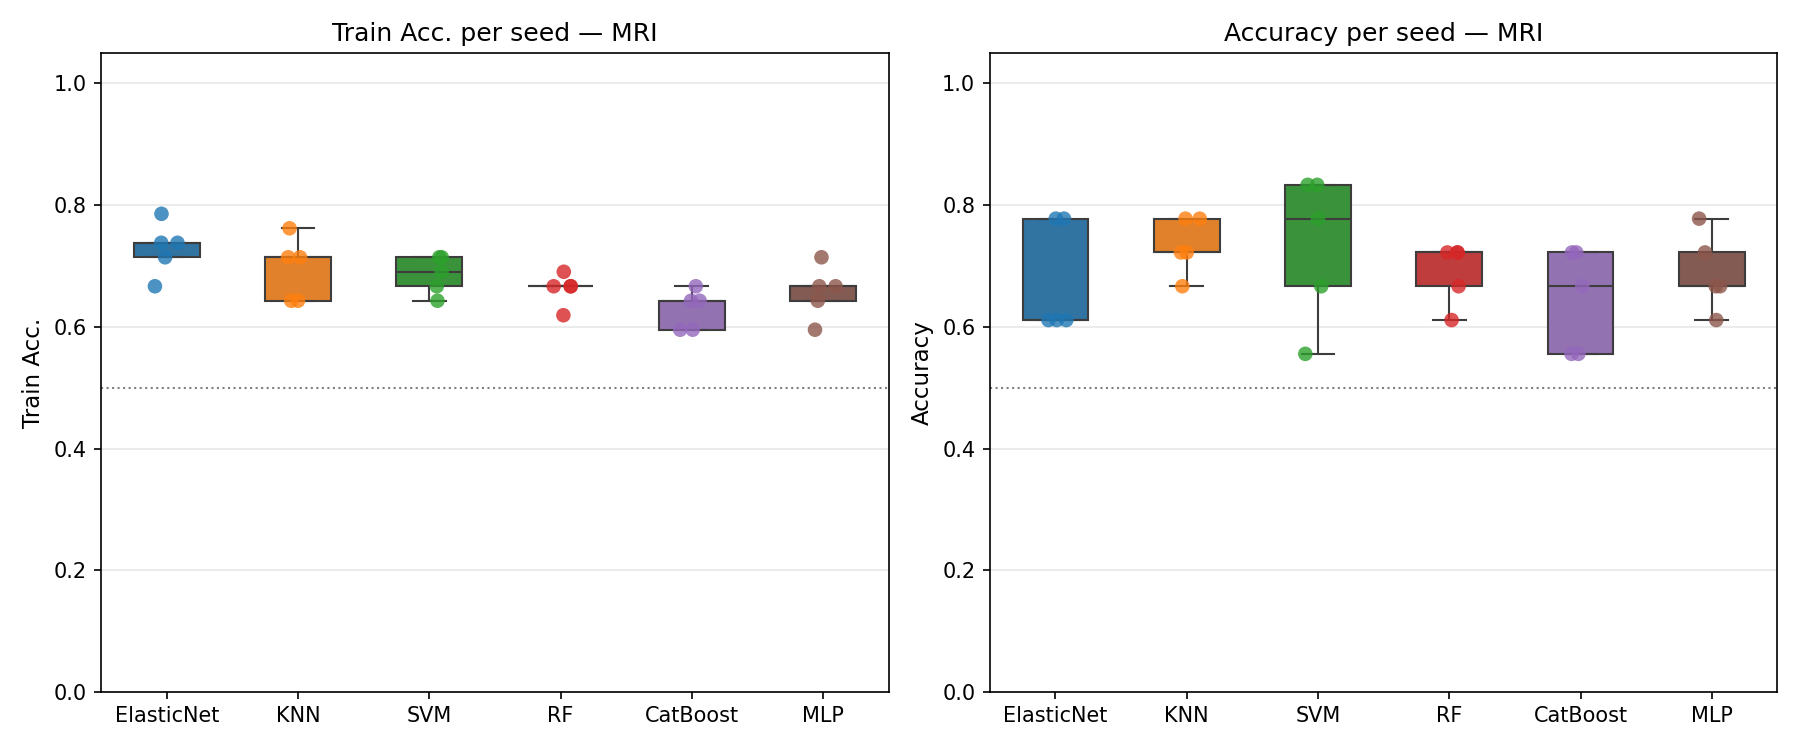 Train Acc. per seed — MRI
Train Acc.
1.0
0.8
0.6
0.4
0.2
0.0
ElasticNet KNN SVM RF CatBoost MLP
Accuracy per seed — MRI
Accuracy
1.0
0.8
0.6
0.4
0.2
0.0
ElasticNet KNN SVM RF CatBoost MLP